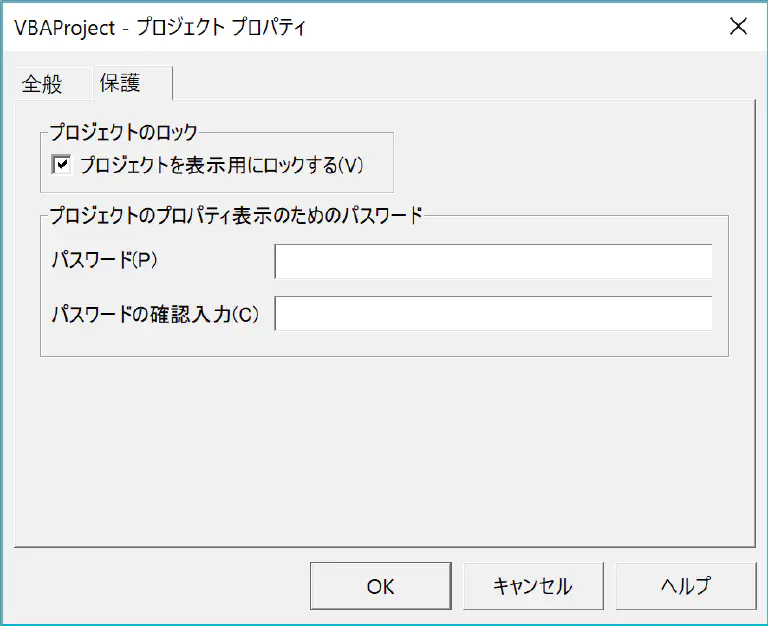 VBAProject - プロジェクト プロパティ
全般
保護
プロジェクトのロック
プロジェクトを表示用にロックする(V)
プロジェクトのプロパティ表示のためのパスワード
パスワード(P)
パスワードの確認入力(C)
OK
キャンセル
ヘルプ